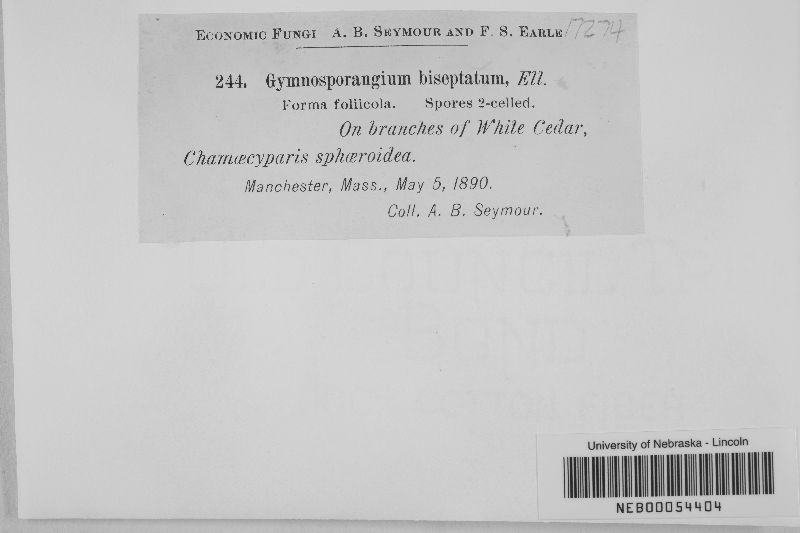 Economic Fungi A. B. Seymour and F. S. Earle 17274
244. Gymnosporangium biseptatum, Ell.
Forma foliicola. Spores 2-celled.
On branches of White Cedar,
Chamæcyparis sphæroidea.
Manchester, Mass., May 5, 1890.
Coll. A. B. Seymour.
BOND
University of Nebraska - Lincoln
NEB00054404